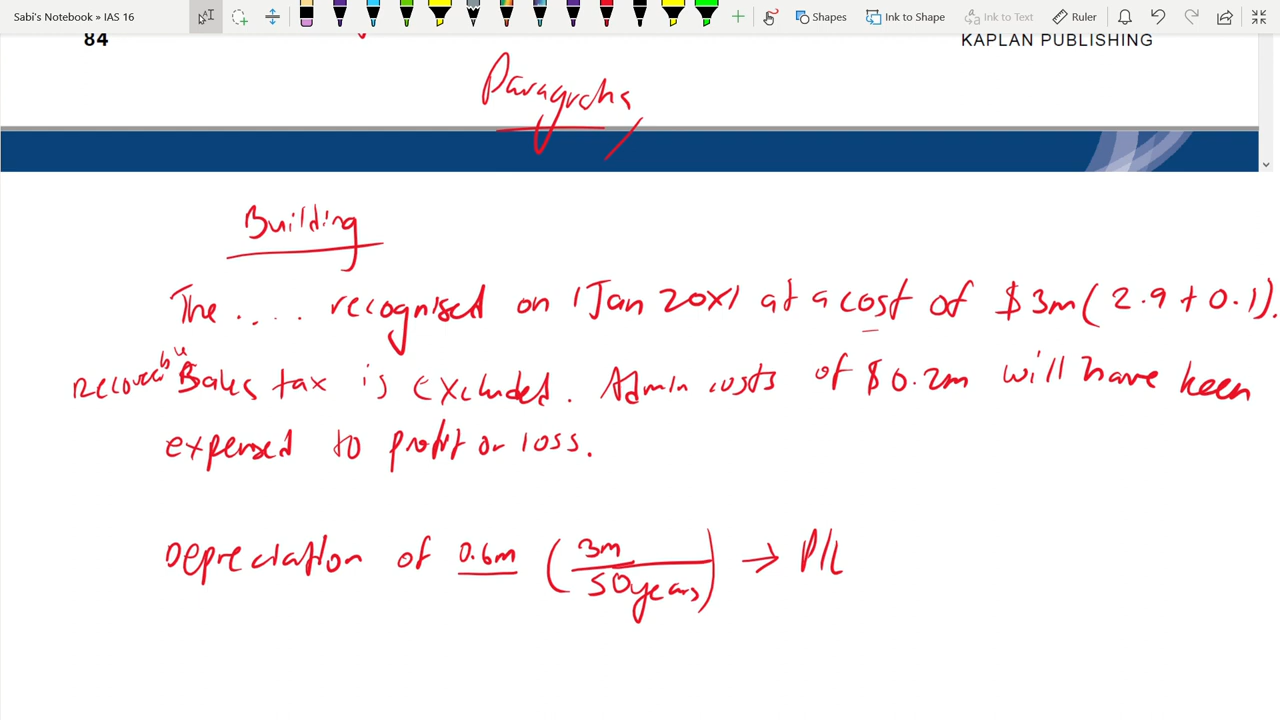 Sabi's Notebook » IAS 16
Shapes
Ink to Shape
Ink to Text
Ruler
84
KAPLAN PUBLISHING
Paragraphs
Building
The .... recognised on 1 Jan 20X1 at a cost of $3m (2.9 + 0.1).
Recoverable Sales tax is excluded. Admin costs of $0.2m will have been
expensed to profit or loss.
Depreciation of 0.6m (3m
50years) → P/L